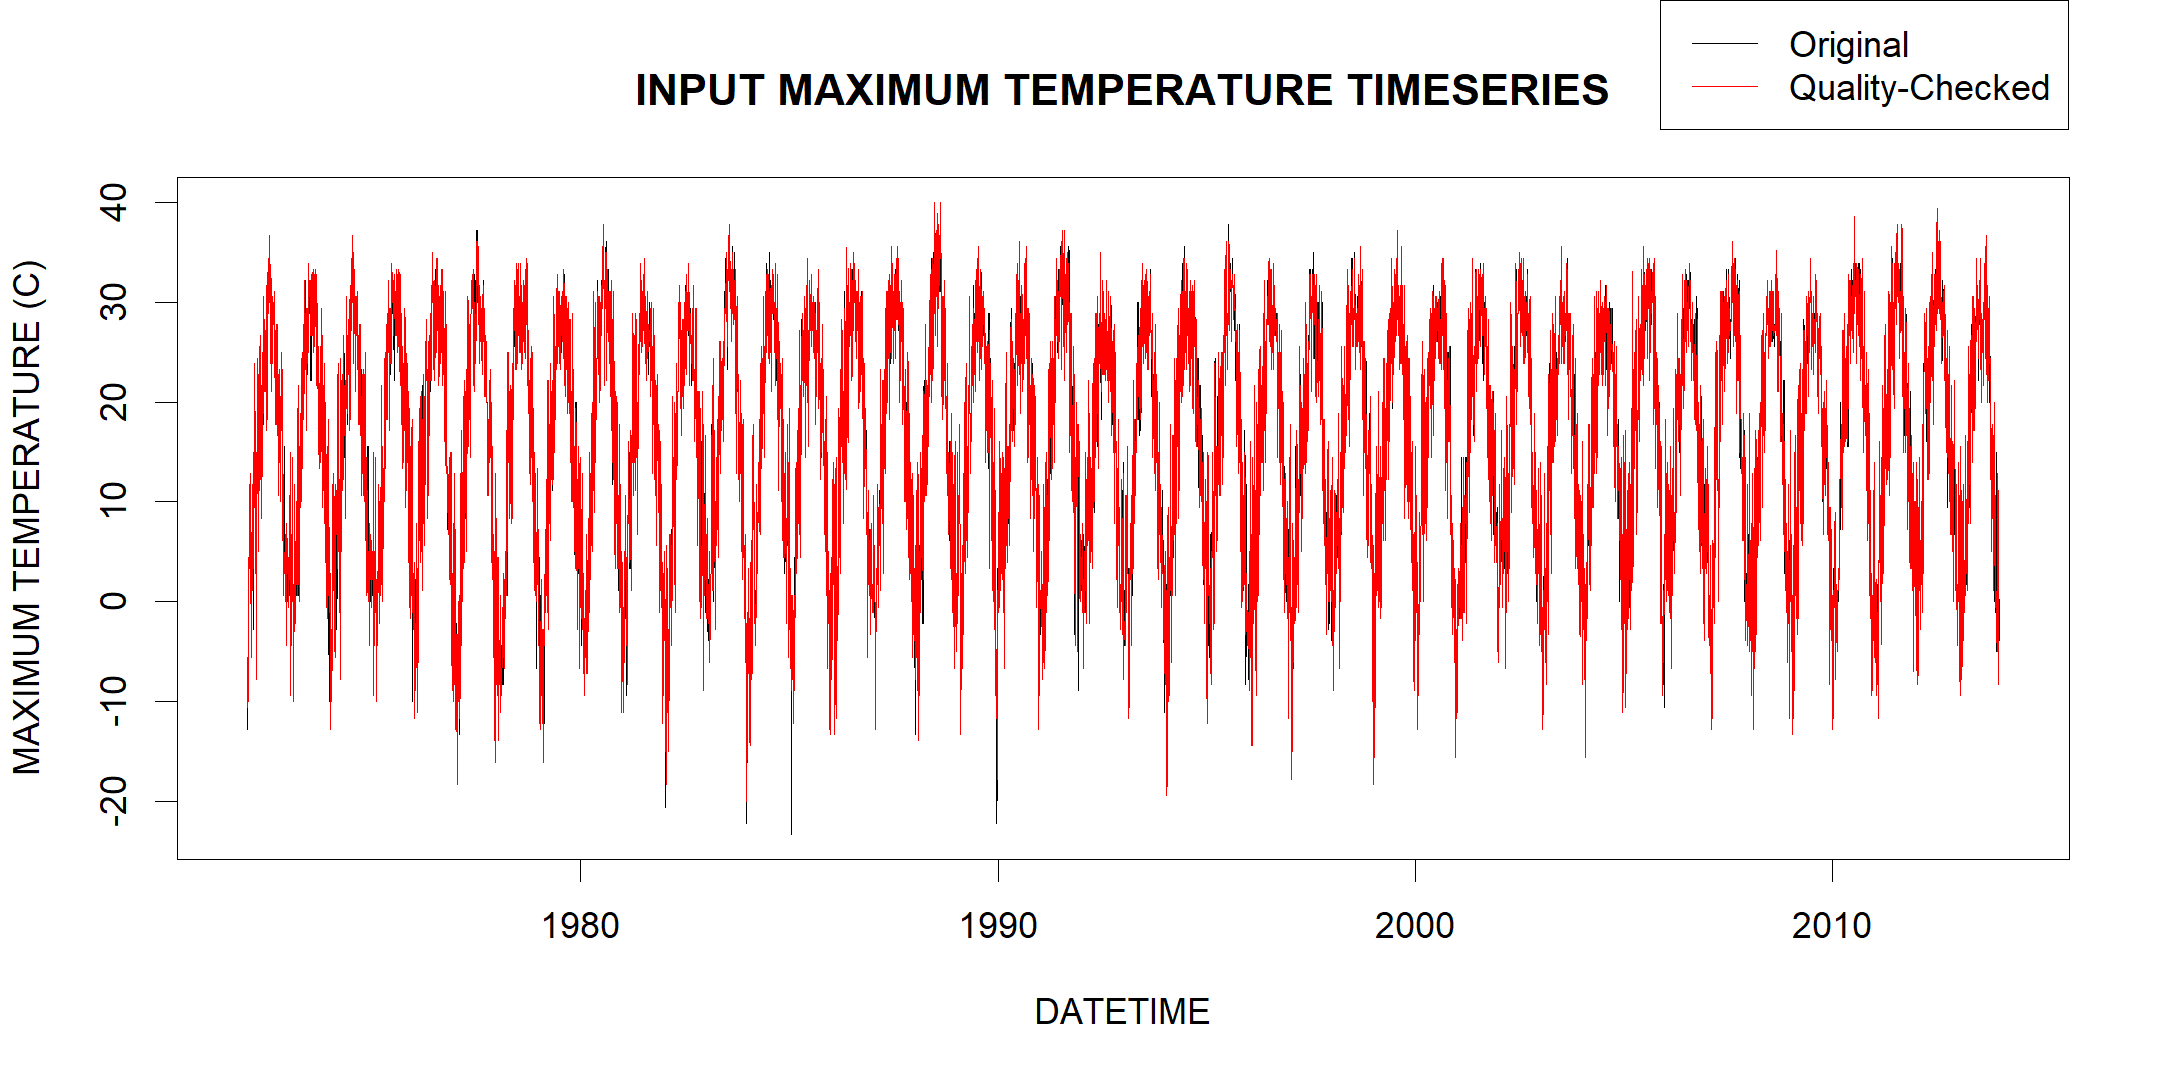 Original
Quality-Checked
INPUT MAXIMUM TEMPERATURE TIMESERIES
MAXIMUM TEMPERATURE (C)
40
30
20
10
0
-10
-20
1980
1990
2000
2010
DATETIME